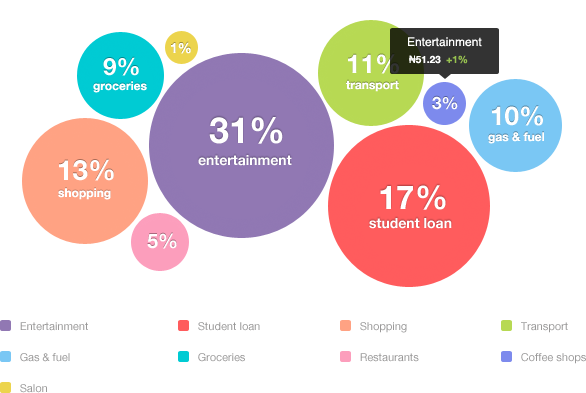 1%
Entertainment
₦51.23 +1%
9%
groceries
11%
transport
3%
10%
gas & fuel
31%
entertainment
13%
shopping
17%
student loan
5%
Entertainment
Student loan
Shopping
Transport
Gas & fuel
Groceries
Restaurants
Coffee shops
Salon